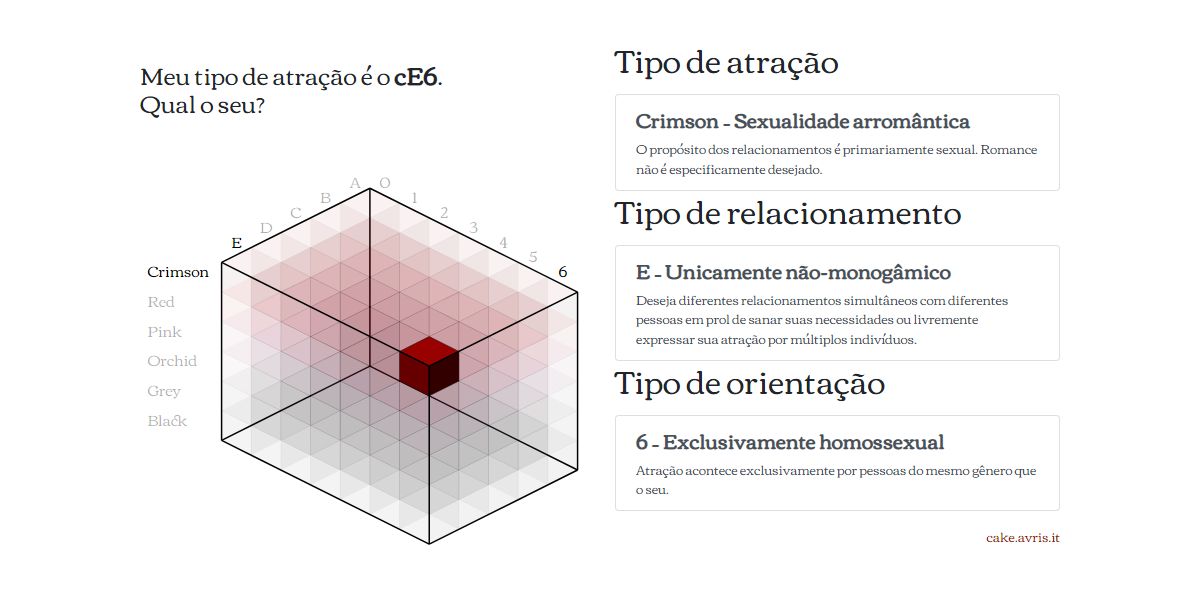 Meu tipo de atração é o cE6.
Qual o seu?
A O
B 1
C 2
D 3
E 4
5
6
Crimson
Red
Pink
Orchid
Grey
Black
Tipo de atração
Crimson - Sexualidade arromântica
O propósito dos relacionamentos é primariamente sexual. Romance
não é especificamente desejado.
Tipo de relacionamento
E - Unicamente não-monogâmico
Deseja diferentes relacionamentos simultâneos com diferentes
pessoas em prol de sanar suas necessidades ou livremente
expressar sua atração por múltiplos indivíduos.
Tipo de orientação
6 - Exclusivamente homossexual
Atração acontece exclusivamente por pessoas do mesmo gênero que
o seu.
cake.avris.it